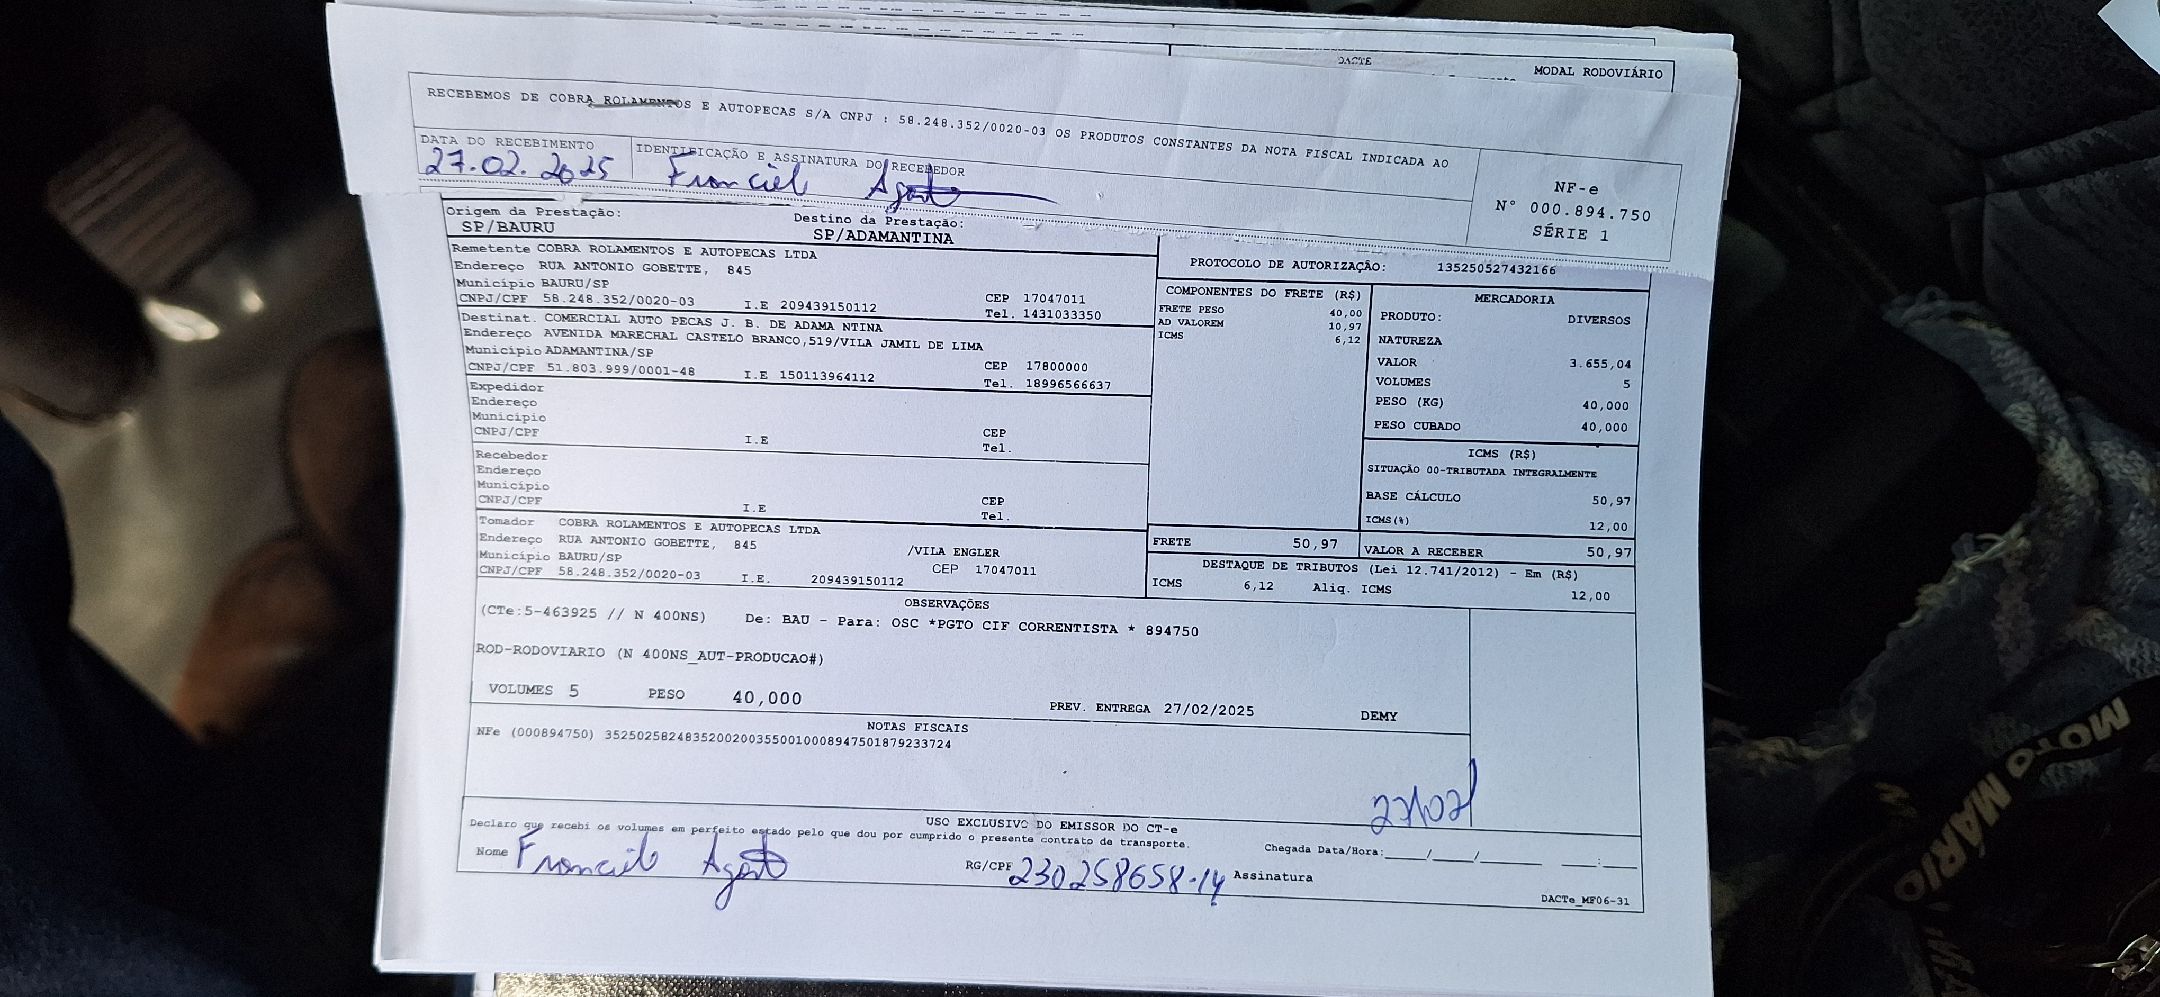 DACTE
MODAL RODOVIÁRIO
RECEBEMOS DE COBRA ROLAMENTOS E AUTOPECAS S/A CNPJ : 58.248.352/0020-03 OS PRODUTOS CONSTANTES DA NOTA FISCAL INDICADA AO
DATA DO RECEBIMENTO
27.02.2025
IDENTIFICAÇÃO E ASSINATURA DO RECEBEDOR
NF-e
Nº 000.894.750
SÉRIE 1
Origem da Prestação:
SP/BAURU
Destino da Prestação:
SP/ADAMANTINA
Remetente COBRA ROLAMENTOS E AUTOPECAS LTDA
Endereço RUA ANTONIO GOBETTE, 845
Município BAURU/SP
CEP 17047011
CNPJ/CPF 58.248.352/0020-03 I.E 209439150112 Tel. 1431033350
Destinat. COMERCIAL AUTO PECAS J. B. DE ADAMA NTINA
Endereço AVENIDA MARECHAL CASTELO BRANCO,519/VILA JAMIL DE LIMA
Município ADAMANTINA/SP CEP 17800000
CNPJ/CPF 51.803.999/0001-48 I.E 150113964112 Tel. 18996566637
Expedidor
Endereço
Município
CEP
CNPJ/CPF I.E Tel.
Recebedor
Endereço
Município
CEP
CNPJ/CPF I.E Tel.
Tomador COBRA ROLAMENTOS E AUTOPECAS LTDA
Endereço RUA ANTONIO GOBETTE, 845 /VILA ENGLER
Município BAURU/SP CEP 17047011
CNPJ/CPF 58.248.352/0020-03 I.E. 209439150112
PROTOCOLO DE AUTORIZAÇÃO: 135250527432166
COMPONENTES DO FRETE (R$)
FRETE PESO 40,00
AD VALOREM 10,97
ICMS 6,12
MERCADORIA
PRODUTO: DIVERSOS
NATUREZA
VALOR 3.655,04
VOLUMES 5
PESO (KG) 40,000
PESO CUBADO 40,000
ICMS (R$)
SITUAÇÃO 00-TRIBUTADA INTEGRALMENTE
BASE CÁLCULO 50,97
ICMS(%) 12,00
FRETE 50,97 VALOR A RECEBER 50,97
DESTAQUE DE TRIBUTOS (Lei 12.741/2012) - Em (R$)
ICMS 6,12 Aliq. ICMS 12,00
OBSERVAÇÕES
(CTe:5-463925 // N 400NS) De: BAU - Para: OSC *PGTO CIF CORRENTISTA * 894750
ROD-RODOVIARIO (N 400NS_AUT-PRODUCAO#)
VOLUMES 5 PESO 40,000 PREV. ENTREGA 27/02/2025 DEMY
NOTAS FISCAIS
NFe (000894750) 35250258248352002003550010008947501879233724
USO EXCLUSIVO DO EMISSOR DO CT-e
Declaro que recebi os volumes em perfeito estado pelo que dou por cumprido o presente contrato de transporte.
Chegada Data/Hora:____/____/______ ____:____
Nome
RG/CPF 230258658-14 Assinatura
DACTe_MF06-31
MOTO MÁRIO